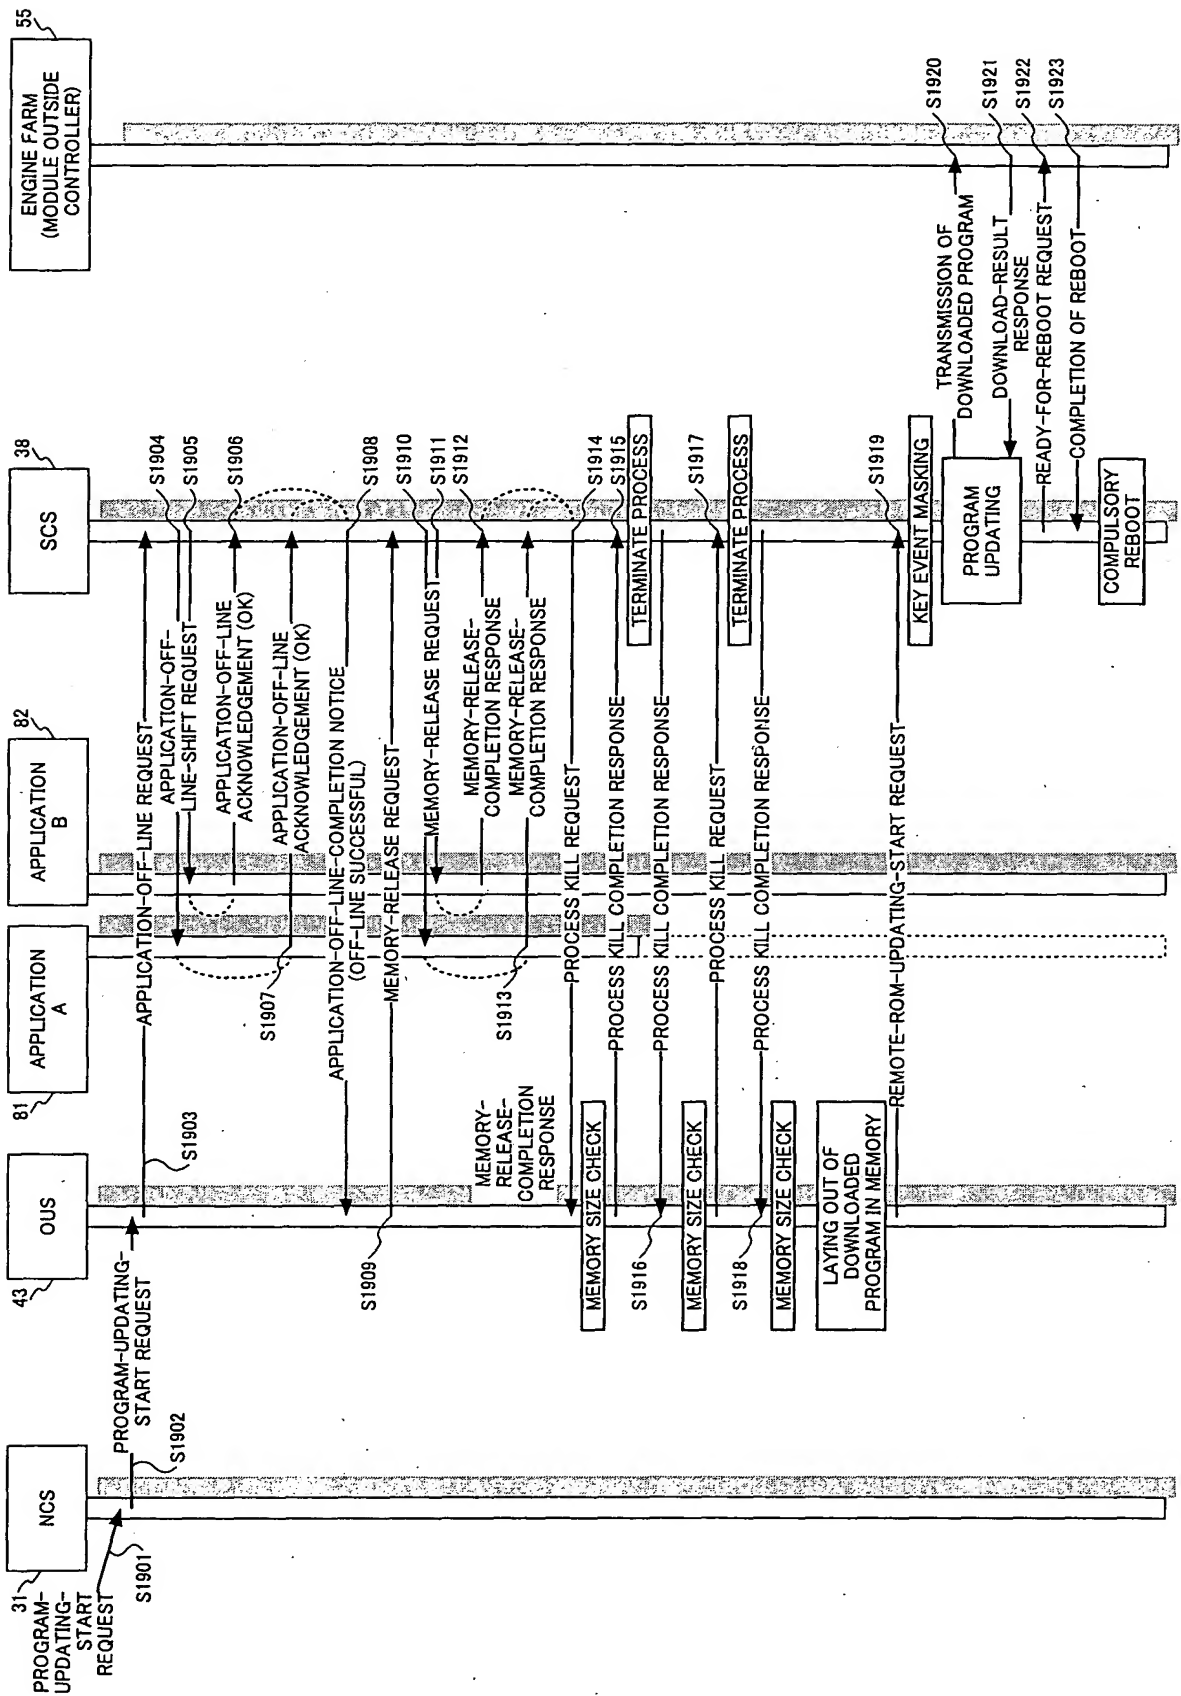 31
NCS
43
OUS
81
APPLICATION
A
82
APPLICATION
B
38
SCS
55
ENGINE FARM
(MODULE OUTSIDE
CONTROLLER)
PROGRAM-
UPDATING-
START
REQUEST
S1901
PROGRAM-UPDATING-
START REQUEST
S1902
APPLICATION-OFF-LINE REQUEST
S1903
APPLICATION-OFF-
LINE-SHIFT REQUEST
S1904
S1905
APPLICATION-OFF-LINE
ACKNOWLEDGEMENT (OK)
S1906
APPLICATION-OFF-LINE
ACKNOWLEDGEMENT (OK)
S1907
APPLICATION-OFF-LINE-COMPLETION NOTICE
(OFF-LINE SUCCESSFUL)
S1908
MEMORY-RELEASE REQUEST
S1909
MEMORY-RELEASE REQUEST
S1910
S1911
MEMORY-RELEASE-
COMPLETION RESPONSE
S1912
MEMORY-RELEASE-
COMPLETION RESPONSE
S1913
MEMORY-
RELEASE-
COMPLETION
RESPONSE
PROCESS KILL REQUEST
S1914
MEMORY SIZE CHECK
PROCESS KILL COMPLETION RESPONSE
S1915
TERMINATE PROCESS
PROCESS KILL COMPLETION RESPONSE
S1916
MEMORY SIZE CHECK
PROCESS KILL REQUEST
S1917
TERMINATE PROCESS
PROCESS KILL COMPLETION RESPONSE
S1918
MEMORY SIZE CHECK
LAYING OUT OF
DOWNLOADED
PROGRAM IN MEMORY
REMOTE-ROM-UPDATING-START REQUEST
S1919
KEY EVENT MASKING
PROGRAM
UPDATING
TRANSMISSION OF
DOWNLOADED PROGRAM
S1920
DOWNLOAD-RESULT
RESPONSE
S1921
READY-FOR-REBOOT REQUEST
S1922
COMPLETION OF REBOOT
S1923
COMPULSORY
REBOOT